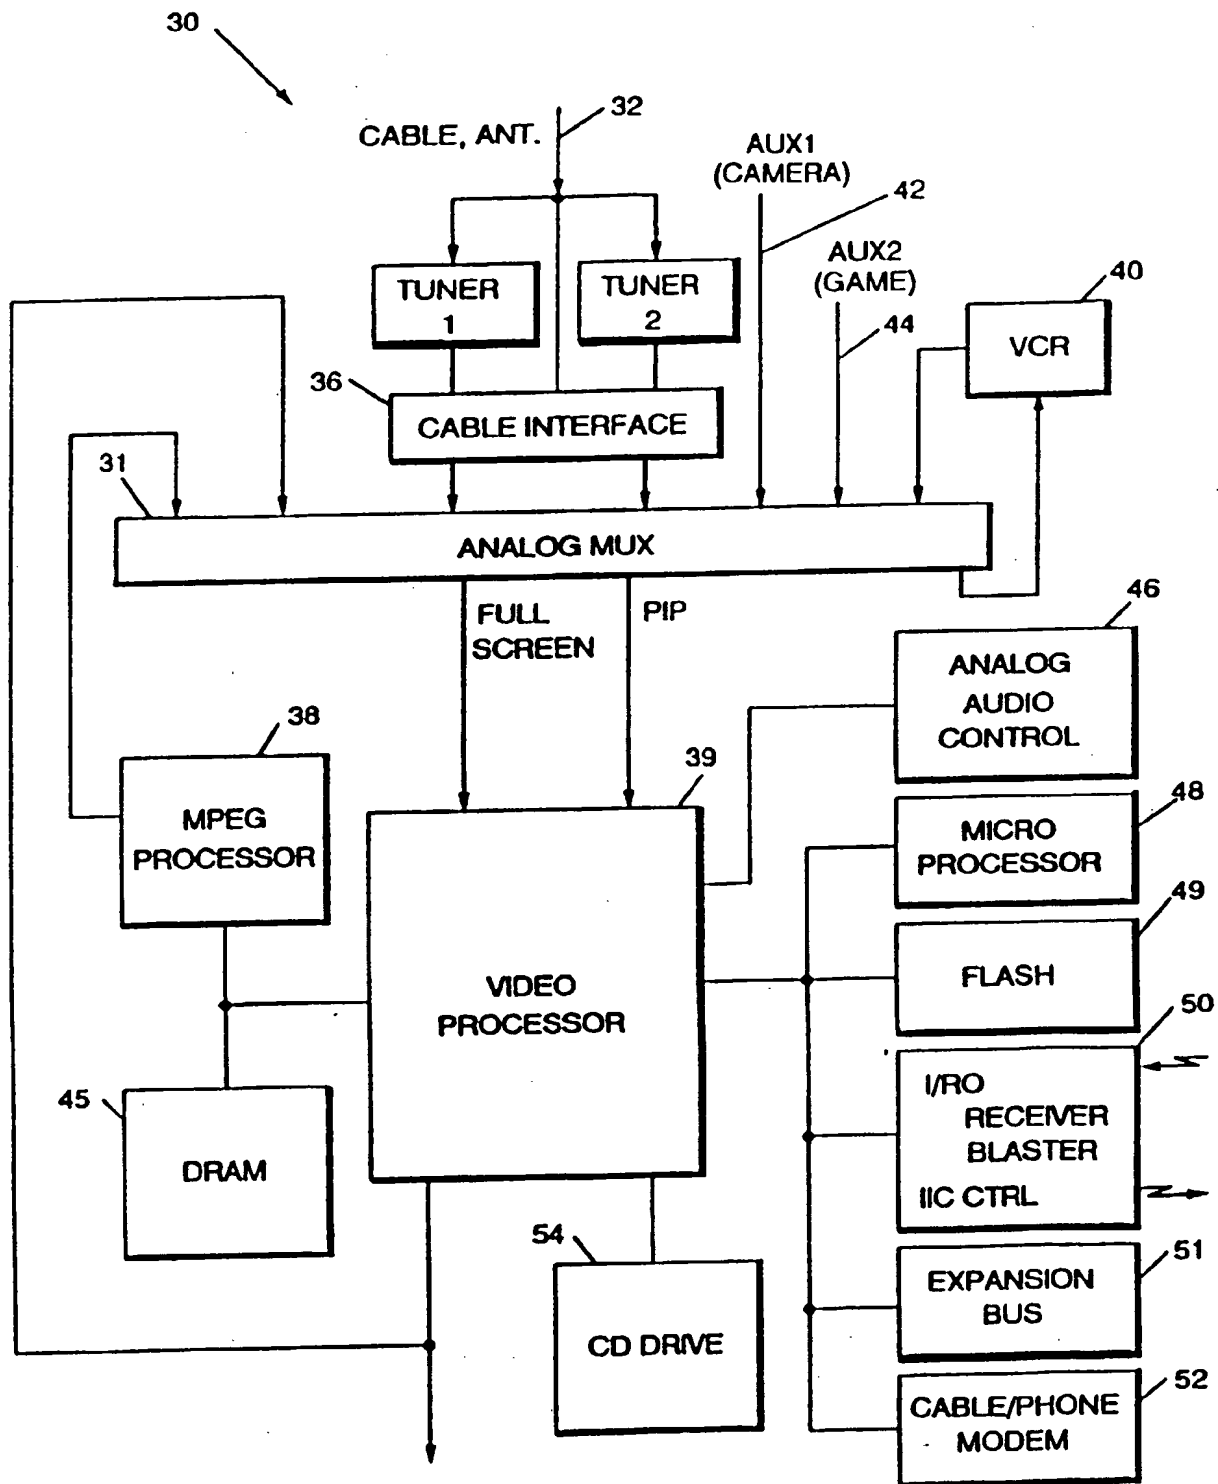 30
CABLE, ANT.
32
AUX1
(CAMERA)
42
AUX2
(GAME)
44
40
VCR
TUNER
1
TUNER
2
36
CABLE INTERFACE
31
ANALOG MUX
FULL
SCREEN
PIP
46
ANALOG
AUDIO
CONTROL
38
MPEG
PROCESSOR
39
VIDEO
PROCESSOR
48
MICRO
PROCESSOR
49
FLASH
50
I/RO
RECEIVER
BLASTER
IIC CTRL
45
DRAM
54
CD DRIVE
51
EXPANSION
BUS
52
CABLE/PHONE
MODEM